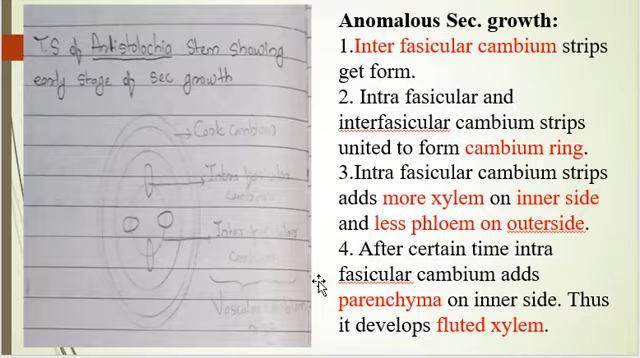 T.S of Aristolochia Stem showing
early stage of sec growth
Cork Cambium
Intra fasicular
Cambium
Inter fasicular
Cambium
Vascular
Anomalous Sec. growth:
1.Inter fasicular cambium strips
get form.
2. Intra fasicular and
interfasicular cambium strips
united to form cambium ring.
3.Intra fasicular cambium strips
adds more xylem on inner side
and less phloem on outerside.
4. After certain time intra
fasicular cambium adds
parenchyma on inner side. Thus
it develops fluted xylem.